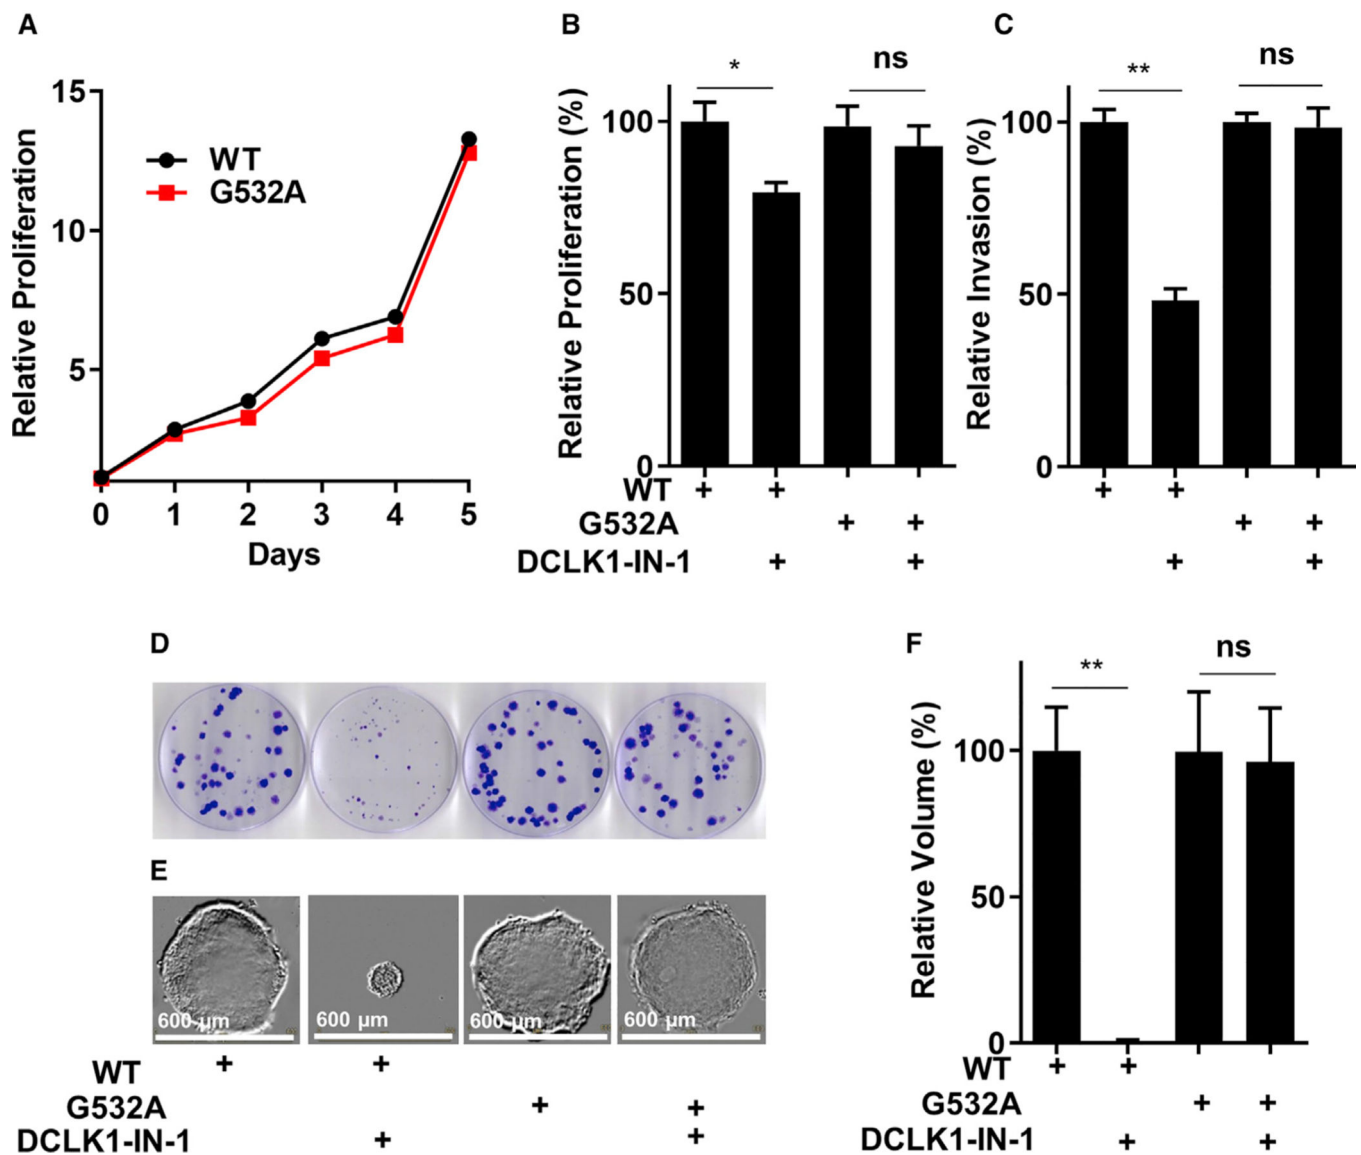 A
15
10
5
Relative Proliferation
WT
G532A
0 1 2 3 4 5
Days
B
* ns
100
50
0
Relative Proliferation (%)
WT + +
G532A + +
DCLK1-IN-1 + +
C
** ns
100
50
0
Relative Invasion (%)
+ +
+ +
+ +
D
E
600 µm 600 µm 600 µm 600 µm
WT + +
G532A + +
DCLK1-IN-1 + +
F
** ns
100
50
0
Relative Volume (%)
WT + +
G532A + +
DCLK1-IN-1 + +